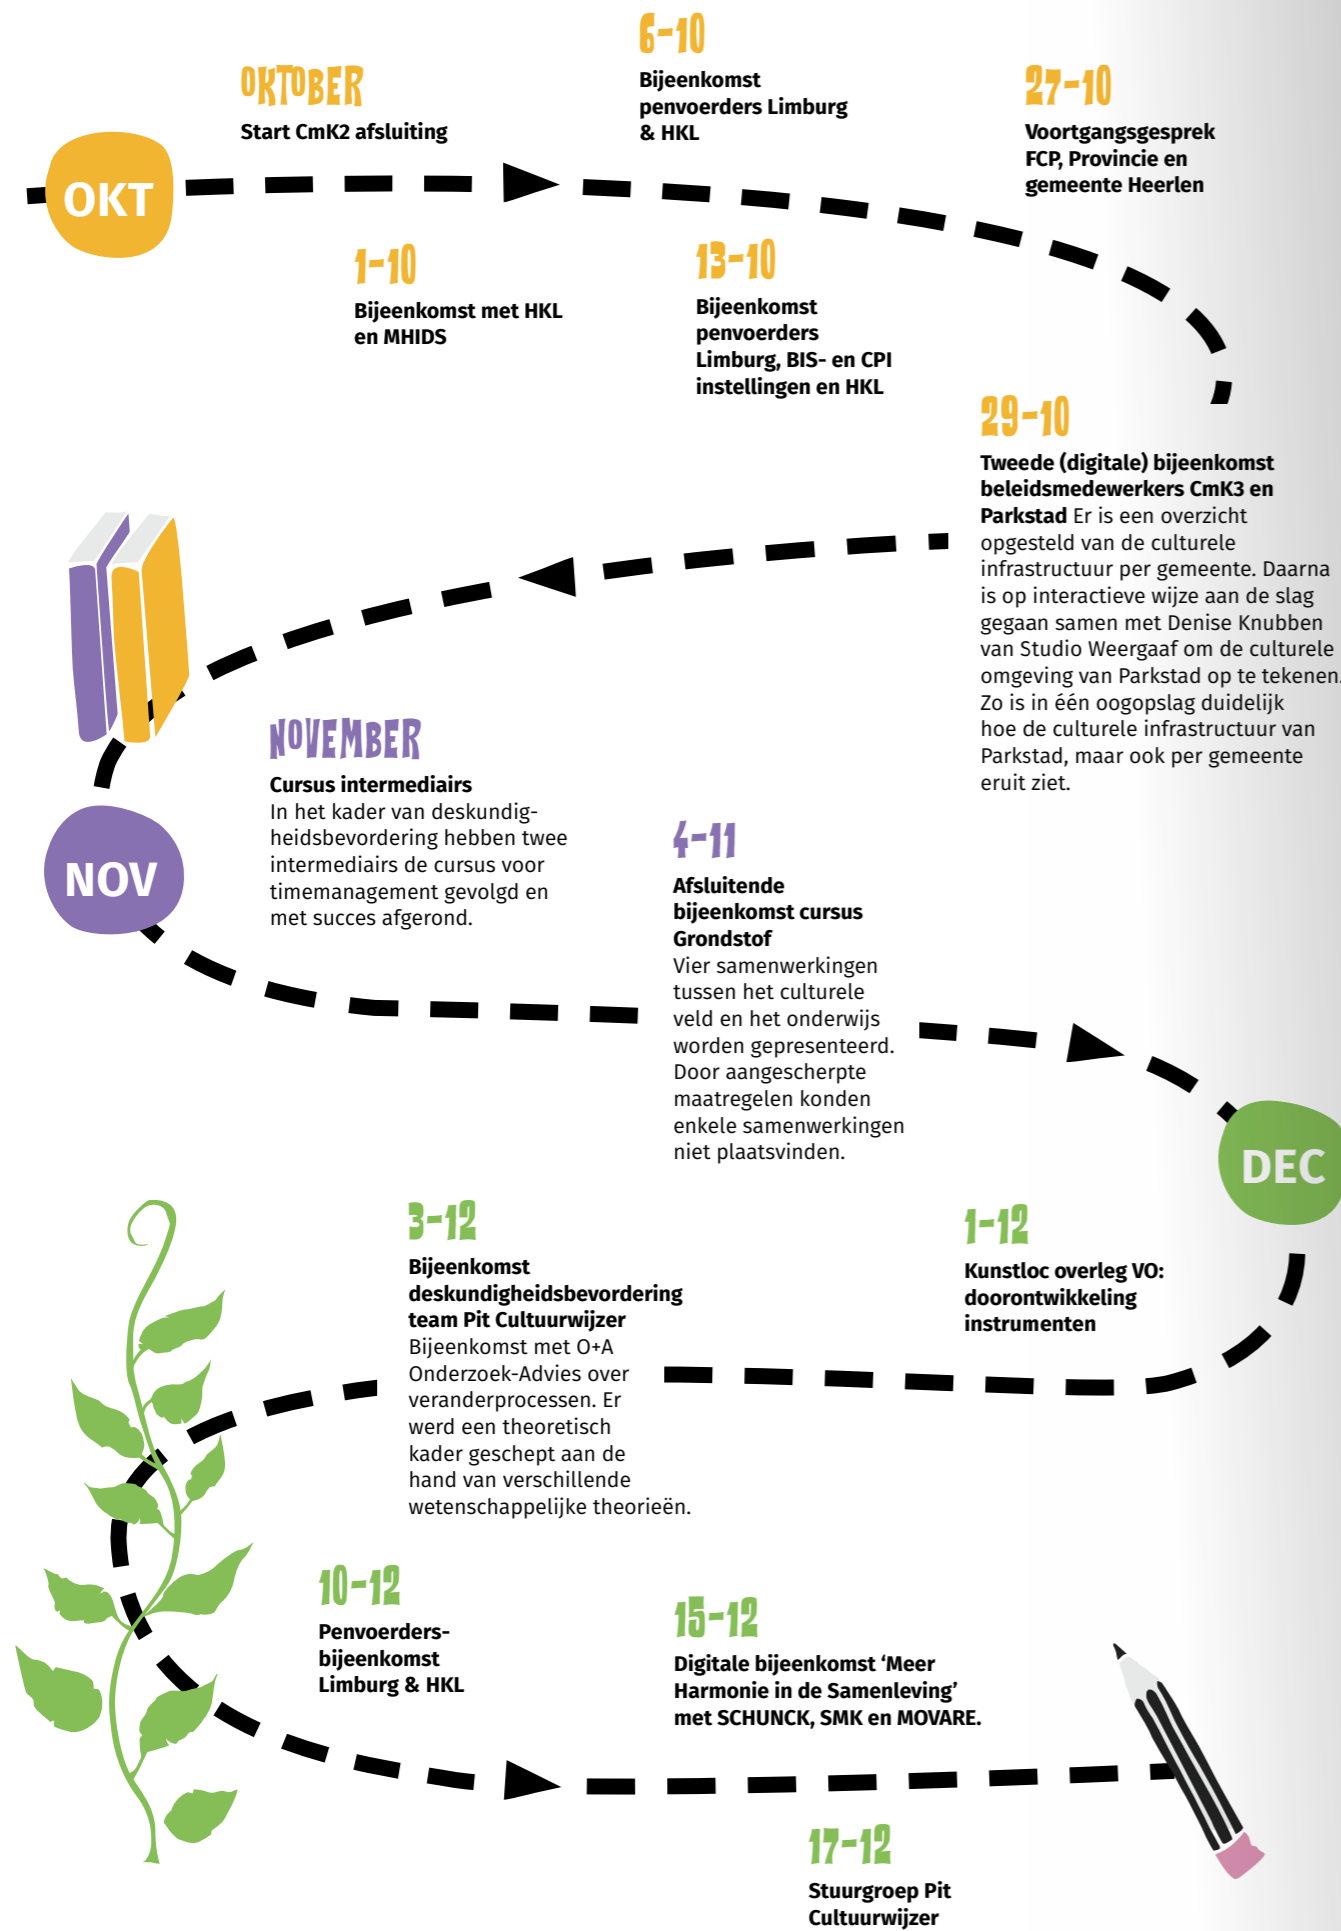 OKT
OKTOBER
Start CmK2 afsluiting
1-10
Bijeenkomst met HKL
en MHIDS
6-10
Bijeenkomst
penvoerders Limburg
& HKL
13-10
Bijeenkomst
penvoerders
Limburg, BIS- en CPI
instellingen en HKL
27-10
Voortgangsgesprek
FCP, Provincie en
gemeente Heerlen
29-10
Tweede (digitale) bijeenkomst
beleidsmedewerkers CmK3 en
Parkstad Er is een overzicht
opgesteld van de culturele
infrastructuur per gemeente. Daarna
is op interactieve wijze aan de slag
gegaan samen met Denise Knubben
van Studio Weergaaf om de culturele
omgeving van Parkstad op te tekenen.
Zo is in één oogopslag duidelijk
hoe de culturele infrastructuur van
Parkstad, maar ook per gemeente
eruit ziet.
NOV
NOVEMBER
Cursus intermediairs
In het kader van deskundig-
heidsbevordering hebben twee
intermediairs de cursus voor
timemanagement gevolgd en
met succes afgerond.
4-11
Afsluitende
bijeenkomst cursus
Grondstof
Vier samenwerkingen
tussen het culturele
veld en het onderwijs
worden gepresenteerd.
Door aangescherpte
maatregelen konden
enkele samenwerkingen
niet plaatsvinden.
DEC
1-12
Kunstloc overleg VO:
doorontwikkeling
instrumenten
3-12
Bijeenkomst
deskundigheidsbevordering
team Pit Cultuurwijzer
Bijeenkomst met O+A
Onderzoek-Advies over
veranderprocessen. Er
werd een theoretisch
kader geschept aan de
hand van verschillende
wetenschappelijke theorieën.
10-12
Penvoerders-
bijeenkomst
Limburg & HKL
15-12
Digitale bijeenkomst ‘Meer
Harmonie in de Samenleving’
met SCHUNCK, SMK en MOVARE.
17-12
Stuurgroep Pit
Cultuurwijzer